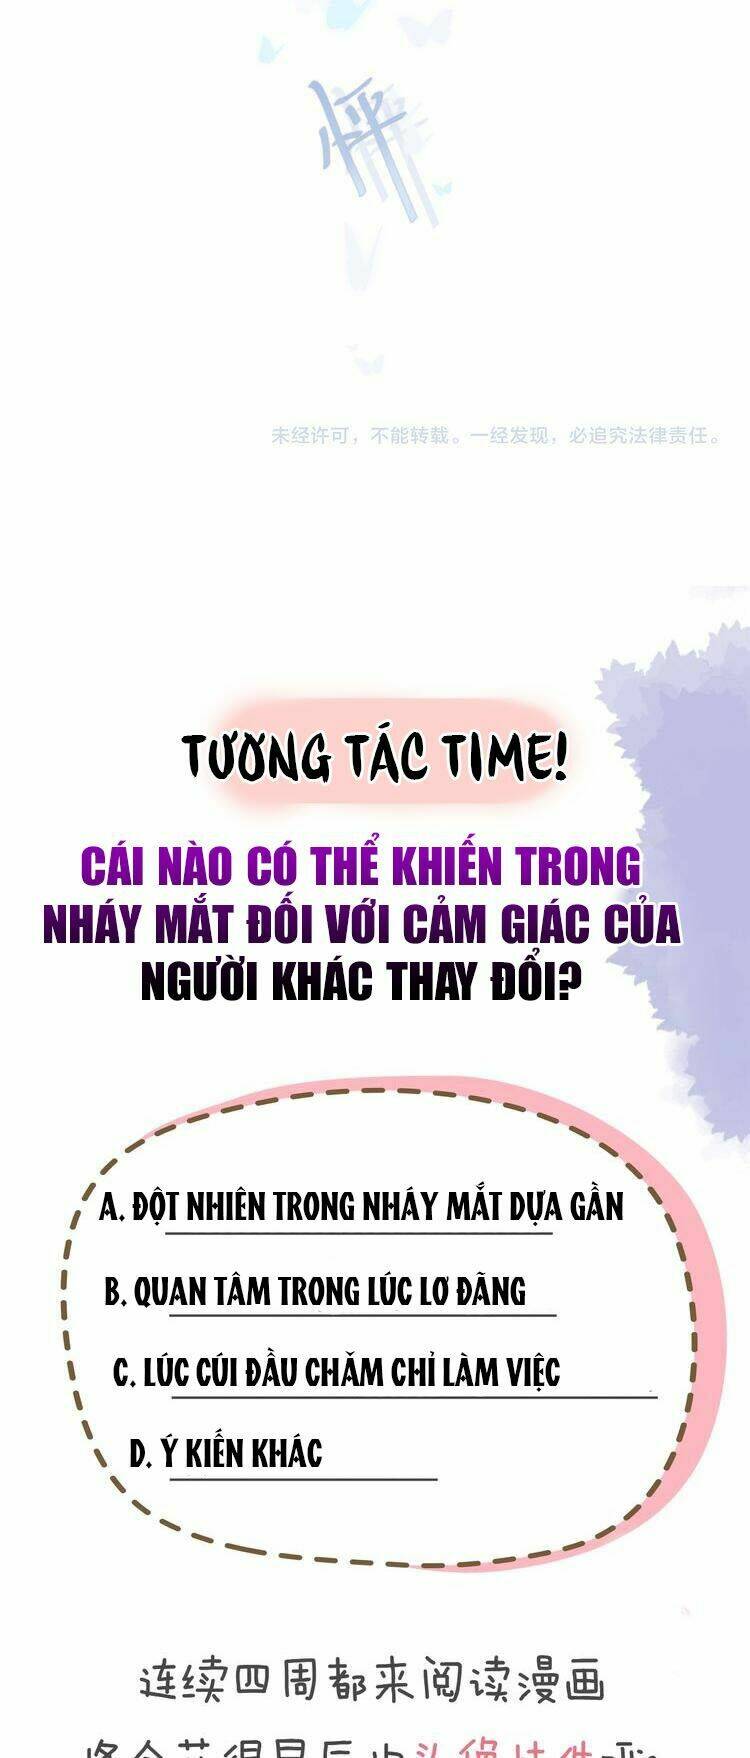 怦
未经许可，不能转载。一经发现，必追究法律责任。
TƯƠNG TÁC TIME!
CÁI NÀO CÓ THỂ KHIẾN TRONG
NHÁY MẮT ĐỐI VỚI CẢM GIÁC CỦA
NGƯỜI KHÁC THAY ĐỔI?
A. ĐỘT NHIÊN TRONG NHÁY MẮT DỰA GẦN
B. QUAN TÂM TRONG LÚC LƠ ĐÃNG
C. LÚC CÚI ĐẦU CHĂM CHỈ LÀM VIỆC
D. Ý KIẾN KHÁC
连续四周都来阅读漫画